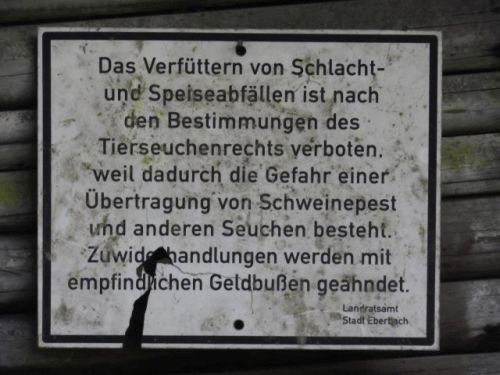 Das Verfüttern von Schlacht-
und Speiseabfällen ist nach
den Bestimmungen des
Tierseuchenrechts verboten,
weil dadurch die Gefahr einer
Übertragung von Schweinepest
und anderen Seuchen besteht.
Zuwiderhandlungen werden mit
empfindlichen Geldbußen geahndet.
Landratsamt
Stadt Eberbach